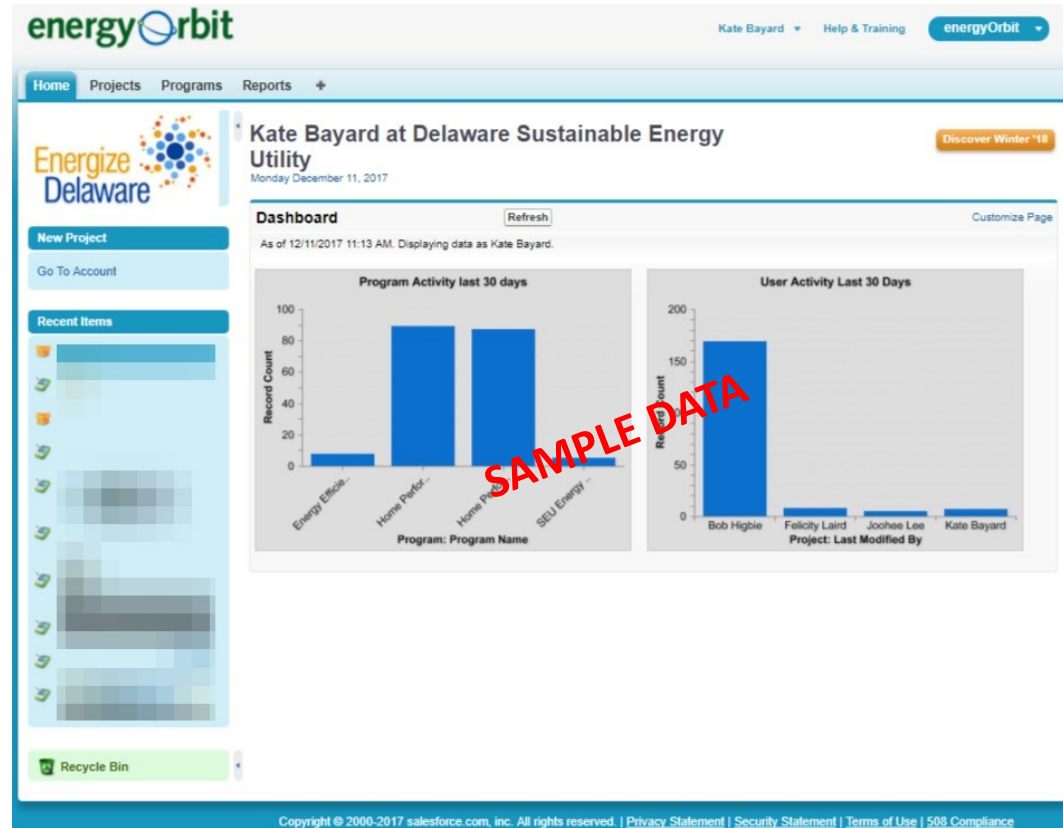 energyOrbit
Kate Bayard Help & Training energyOrbit
Home Projects Programs Reports +
Energize
Delaware
New Project
Go To Account
Recent Items
Recycle Bin
Kate Bayard at Delaware Sustainable Energy
Utility
Monday December 11, 2017
Discover Winter '18
Dashboard Refresh Customize Page
As of 12/11/2017 11:13 AM. Displaying data as Kate Bayard.
Program Activity last 30 days
Record Count
100
80
60
40
20
0
Energy Efficie..
Home Perfor..
Home Perfo
SEU Energy ..
Program: Program Name
User Activity Last 30 Days
Record Count
200
150
50
0
Bob Higbie Felicity Laird Joohee Lee Kate Bayard
Project: Last Modified By
SAMPLE DATA
Copyright © 2000-2017 salesforce.com, inc. All rights reserved. | Privacy Statement | Security Statement | Terms of Use | 508 Compliance